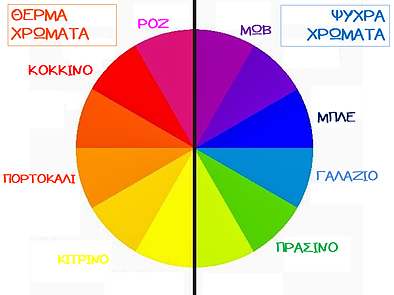 ΘΕΡΜΑ
ΧΡΩΜΑΤΑ
ΨΥΧΡΑ
ΧΡΩΜΑΤΑ
ΡΟΖ
ΜΩΒ
ΚΟΚΚΙΝΟ
ΜΠΛΕ
ΠΟΡΤΟΚΑΛΙ
ΓΑΛΑΖΙΟ
ΠΡΑΣΙΝΟ
ΚΙΤΡΙΝΟ